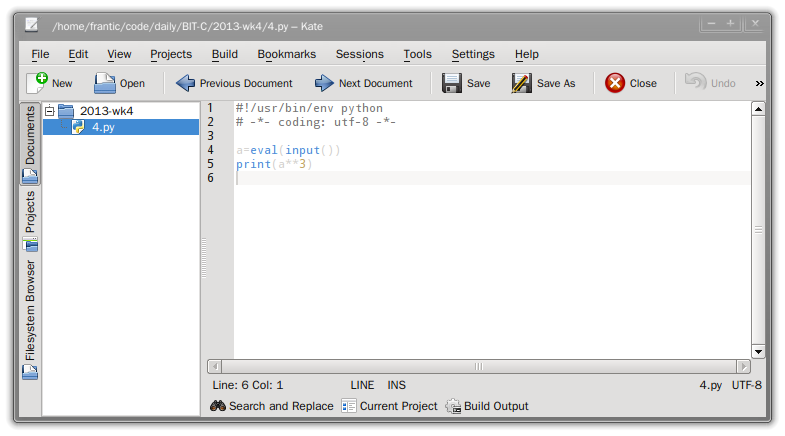 /home/frantic/code/daily/BIT-C/2013-wk4/4.py – Kate
File Edit View Projects Build Bookmarks Sessions Tools Settings Help
New Open Previous Document Next Document Save Save As Close Undo »
Documents
Projects
Filesystem Browser
2013-wk4
4.py
1 #!/usr/bin/env python
2 # -*- coding: utf-8 -*-
3
4 a=eval(input())
5 print(a**3)
6
Line: 6 Col: 1 LINE INS 4.py UTF-8
Search and Replace Current Project Build Output